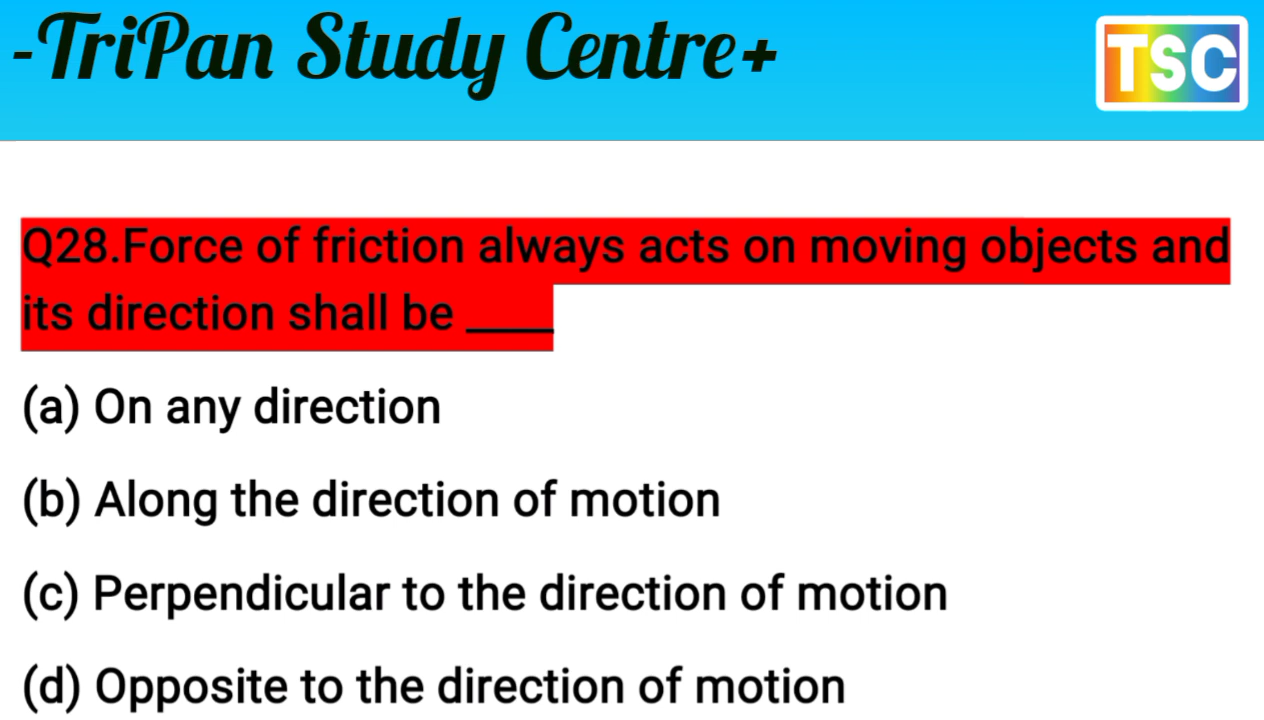 -TriPan Study Centre+
TSC
Q28.Force of friction always acts on moving objects and
its direction shall be ____
(a) On any direction
(b) Along the direction of motion
(c) Perpendicular to the direction of motion
(d) Opposite to the direction of motion